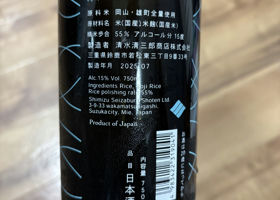 原料米 岡山・雄町全量使用
原材料名 米(国産)米麹(国産米)
精米歩合 55% アルコール分 15度
製造者 清水清三郎商店株式会社
三重県鈴鹿市若松東三丁目9番33号
製造年月 2025.07
Alc.15% Vol. 750ml
Ingredients Rice, Koji Rice
Rice polishing rate 55%
Shimizu Seizaburo Shoten Ltd.
3-9-33 wakamatsuhigashi,
Suzukacity, Mie, Japan
Product of Japan
品目 日本酒
内容量 750